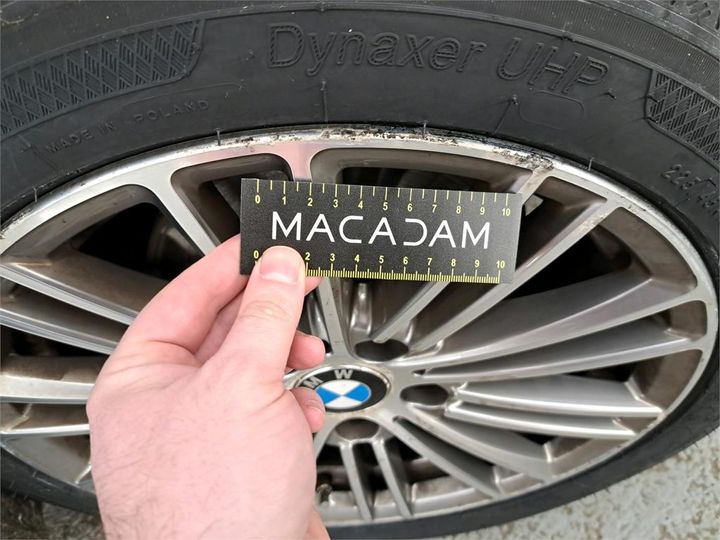 Dynaxer UHP
MADE IN POLAND
0 1 2 3 4 5 6 7 8 9 10
MACADAM
0 2 3 4 5 6 7 8 9 10
BMW